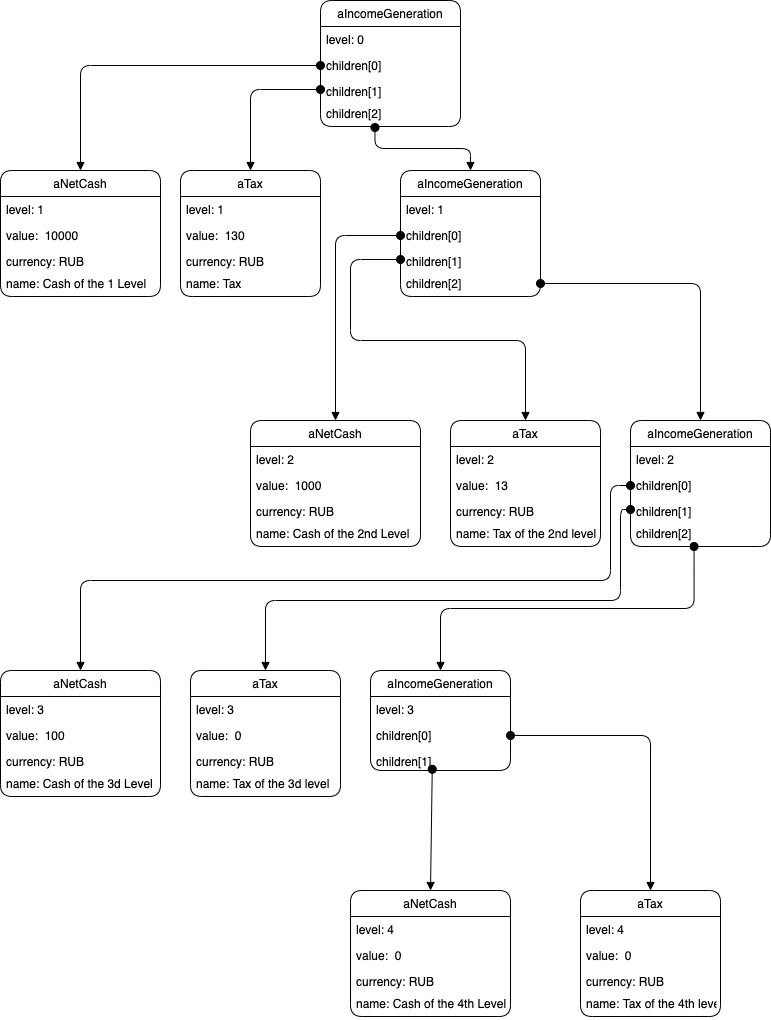 aIncomeGeneration
level: 0
children[0]
children[1]
children[2]
aNetCash
level: 1
value:  10000
currency: RUB
name: Cash of the 1 Level
aTax
level: 1
value:  130
currency: RUB
name: Tax
aIncomeGeneration
level: 1
children[0]
children[1]
children[2]
aNetCash
level: 2
value:  1000
currency: RUB
name: Cash of the 2nd Level
aTax
level: 2
value:  13
currency: RUB
name: Tax of the 2nd level
aIncomeGeneration
level: 2
children[0]
children[1]
children[2]
aNetCash
level: 3
value:  100
currency: RUB
name: Cash of the 3d Level
aTax
level: 3
value:  0
currency: RUB
name: Tax of the 3d level
aIncomeGeneration
level: 3
children[0]
children[1]
aNetCash
level: 4
value:  0
currency: RUB
name: Cash of the 4th Level
aTax
level: 4
value:  0
currency: RUB
name: Tax of the 4th leve